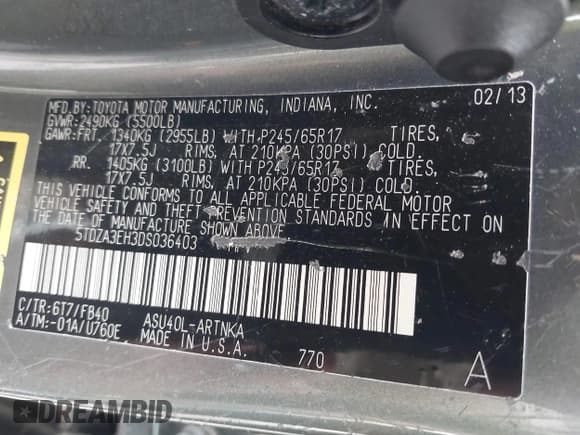 MFD.BY:TOYOTA MOTOR MANUFACTURING, INDIANA, INC. 02/13
GVWR:2490KG (5500LB)
GAWR:FRT. 1340KG (2955LB) WITH P245/65R17 TIRES,
17X7.5J RIMS, AT 210KPA (30PSI) COLD.
RR. 1405KG (3100LB) WITH P245/65R17 TIRES,
17X7.5J RIMS, AT 210KPA (30PSI) COLD.
THIS VEHICLE CONFORMS TO ALL APPLICABLE FEDERAL MOTOR
VEHICLE SAFETY AND THEFT PREVENTION STANDARDS IN EFFECT ON
THE DATE OF MANUFACTURE SHOWN ABOVE.
5TDZA3EH3DS036403
C/TR:6T7/FB40 ASU40L-ARTNKA
A/TM:-01A/U760E MADE IN U.S.A. 770 A
DREAMBID